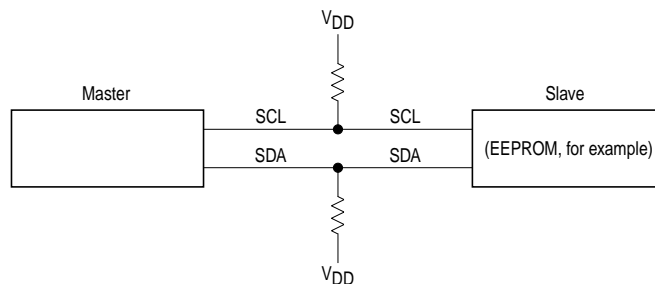 VDD
Master
Slave
SCL
SCL
(EEPROM, for example)
SDA
SDA
VDD